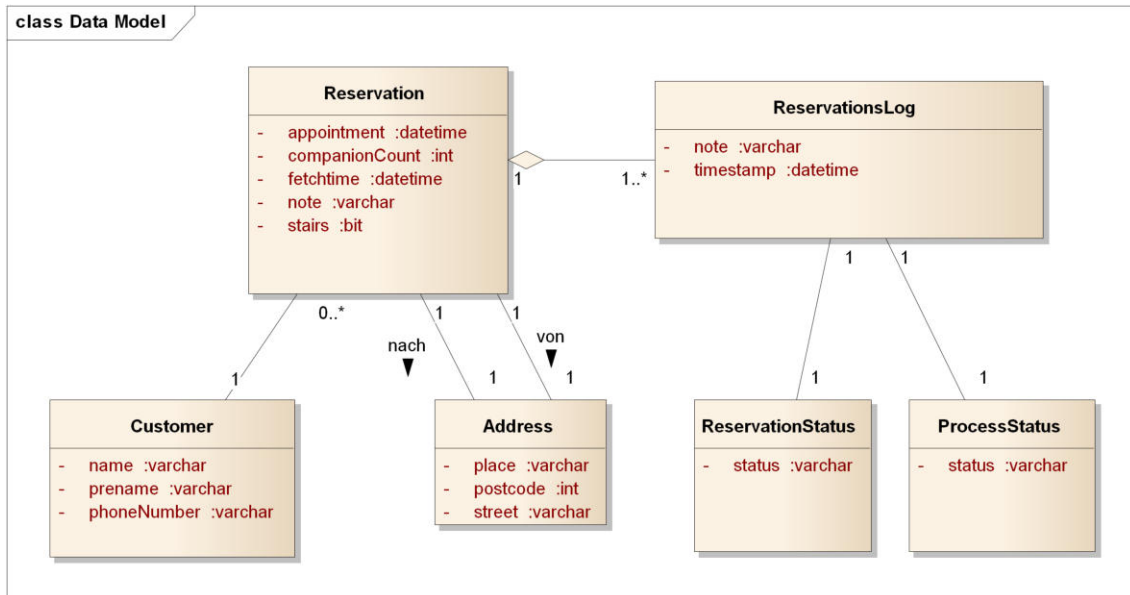 class Data Model
Reservation
- appointment :datetime
- companionCount :int
- fetchtime :datetime
- note :varchar
- stairs :bit
ReservationsLog
- note :varchar
- timestamp :datetime
1
1..*
0..*
1
1
1
1
nach
von
1
1
1
1
1
Customer
- name :varchar
- prename :varchar
- phoneNumber :varchar
Address
- place :varchar
- postcode :int
- street :varchar
ReservationStatus
- status :varchar
ProcessStatus
- status :varchar